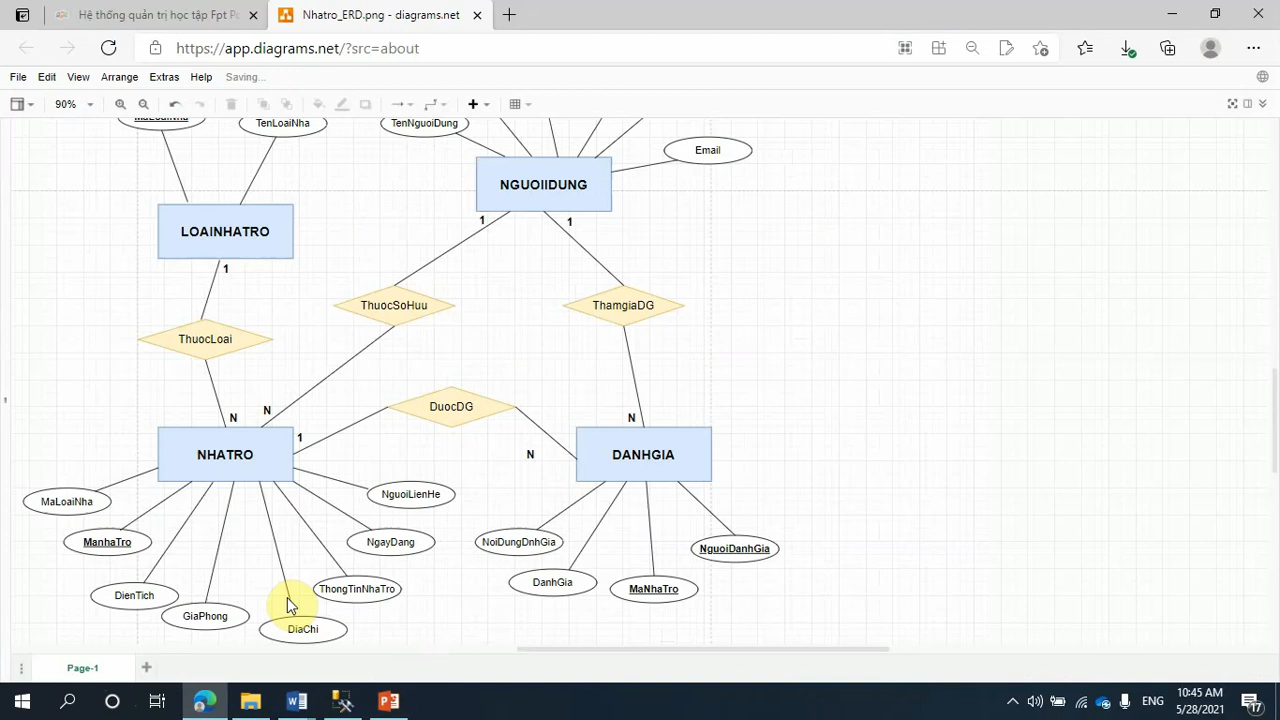 Hệ thống quản trị học tập Fpt Po
Nhatro_ERD.png - diagrams.net
https://app.diagrams.net/?src=about
File Edit View Arrange Extras Help Saving...
90%
MaLoaiNha
TenLoaiNha
TenNguoiDung
Email
NGUOIIDUNG
LOAINHATRO
1
1
1
ThuocSoHuu
ThamgiaDG
ThuocLoai
DuocDG
N
N
N
1
N
NHATRO
DANHGIA
MaLoaiNha
NguoiLienHe
ManhaTro
NgayDang
NoiDungDnhGia
NguoiDanhGia
DienTich
ThongTinNhaTro
DanhGia
MaNhaTro
GiaPhong
DiaChi
Page-1
ENG
10:45 AM
5/28/2021
17